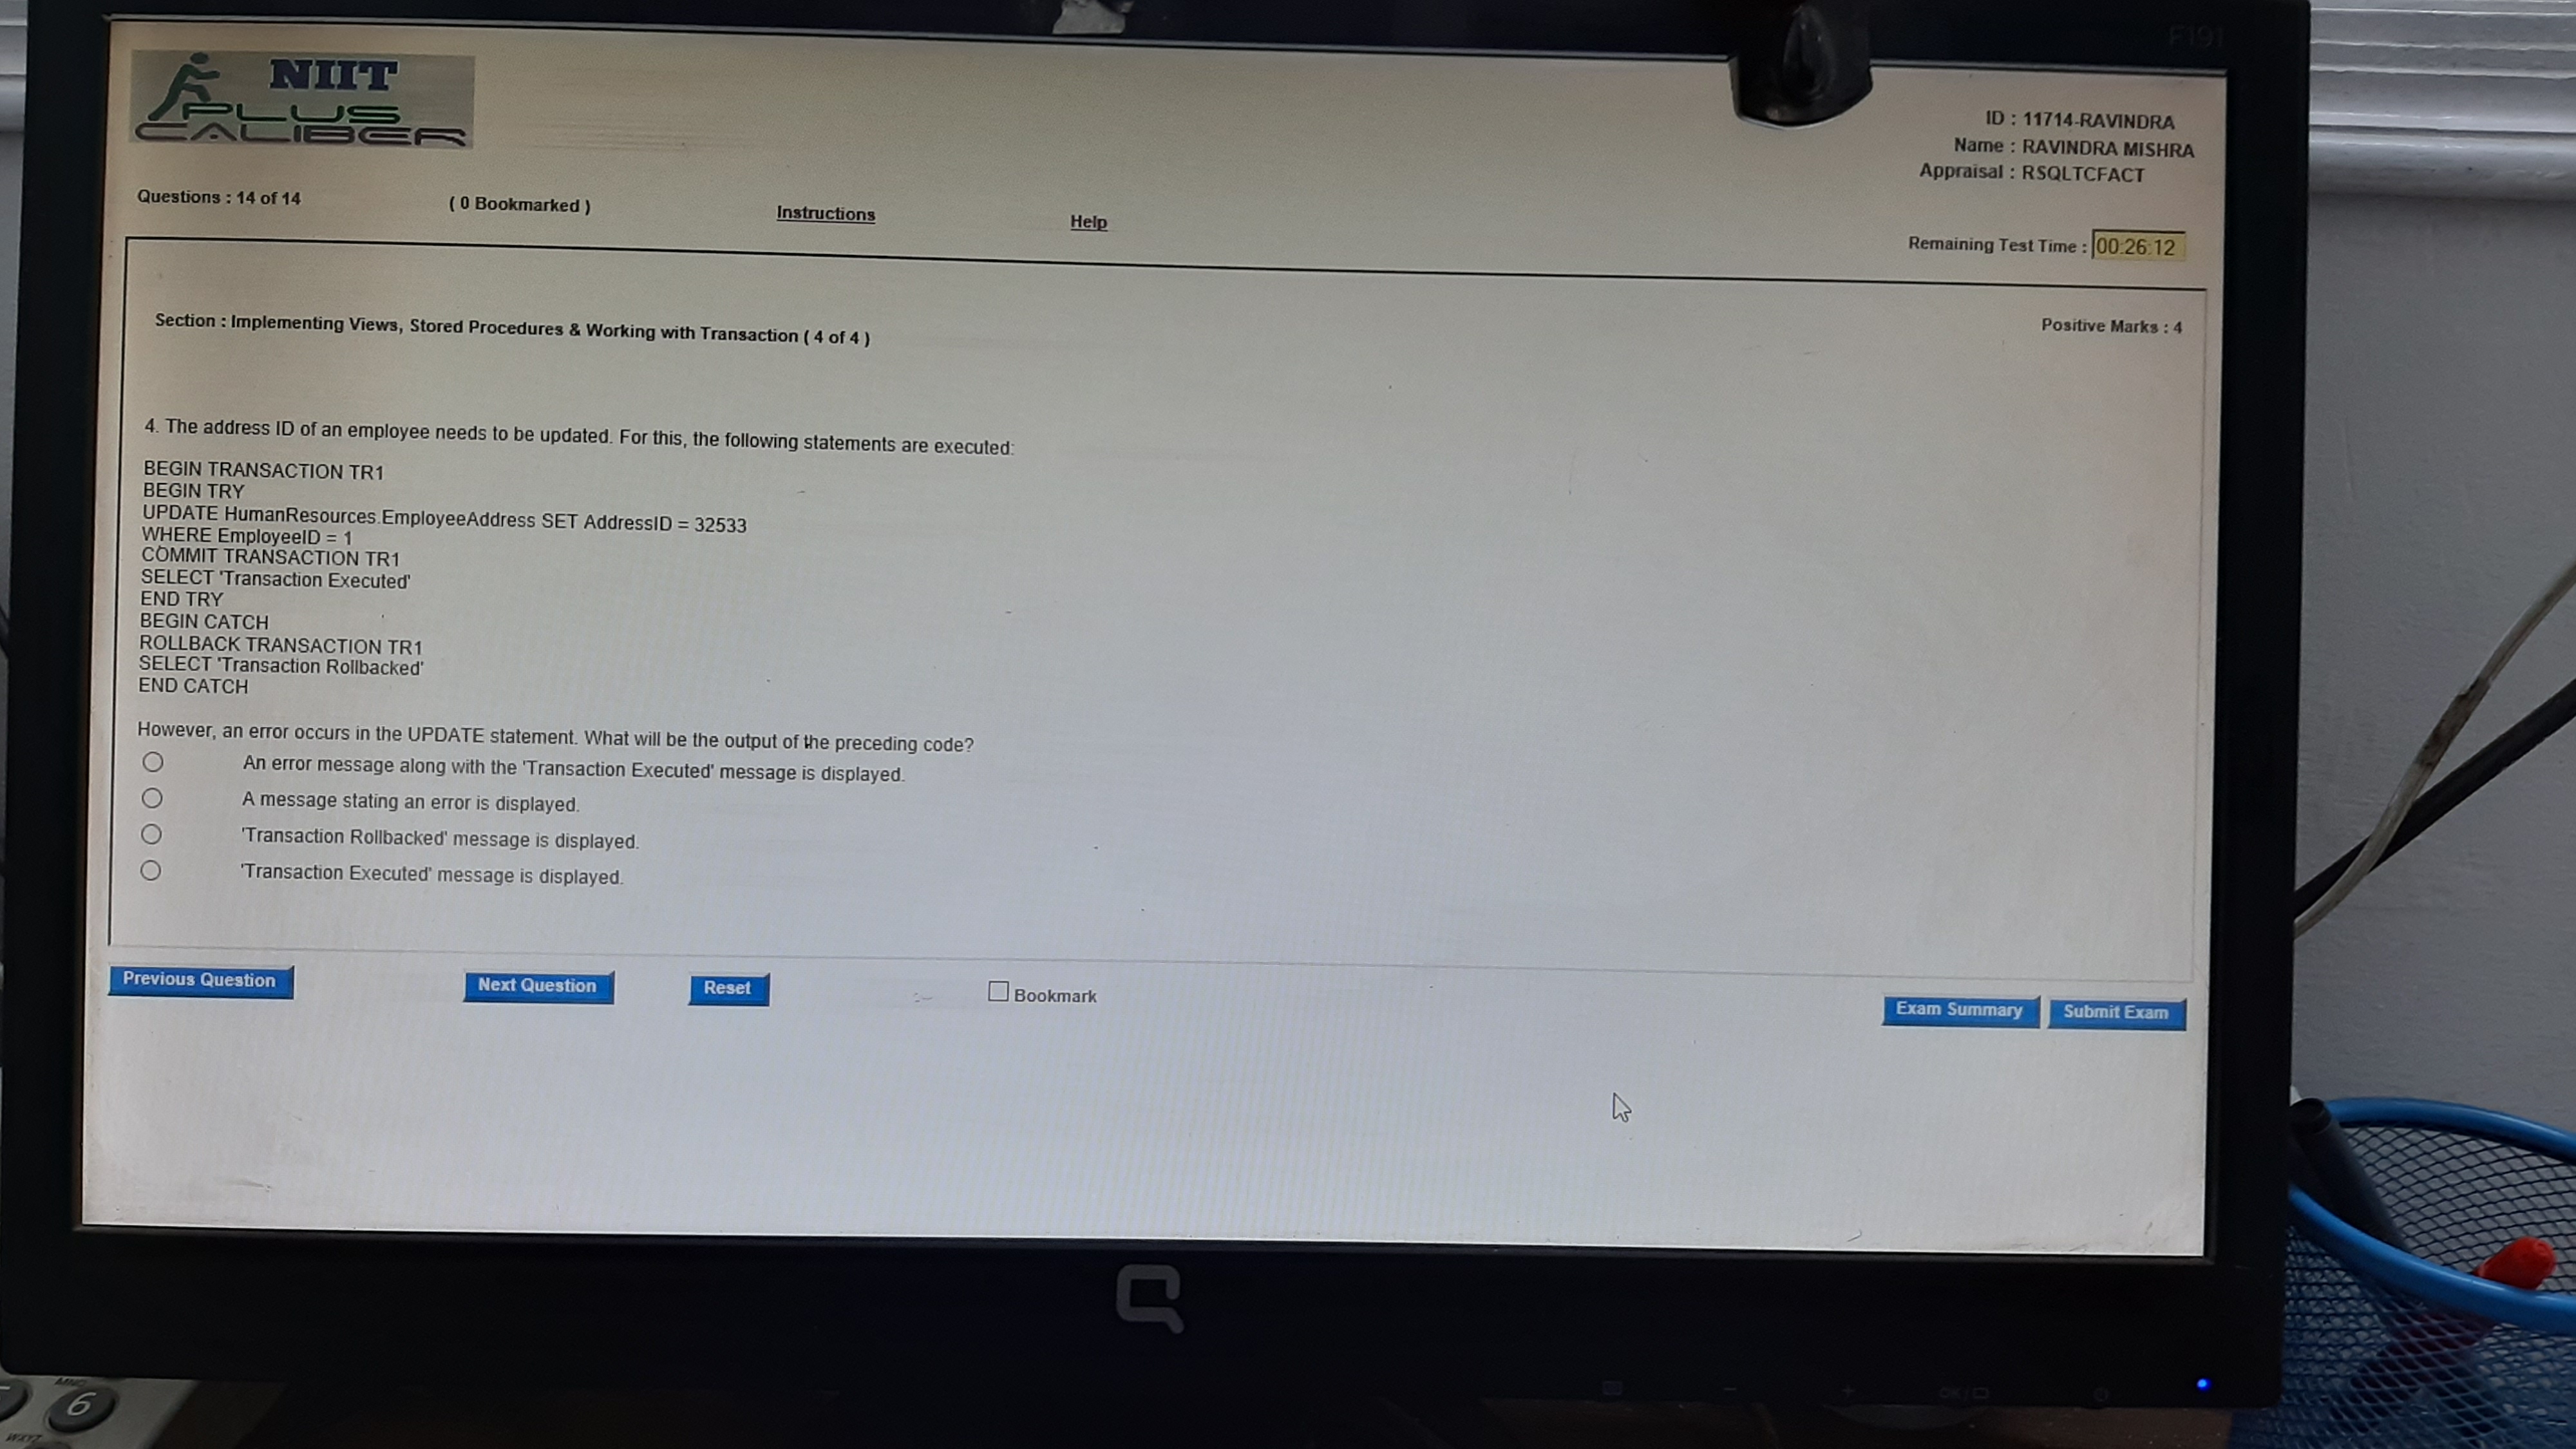 F191
NIIT
PLUS
CALIBER
ID : 11714-RAVINDRA
Name : RAVINDRA MISHRA
Appraisal : RSQLTCFACT
Questions : 14 of 14
( 0 Bookmarked )
Instructions
Help
Remaining Test Time : 00:26:12
Section : Implementing Views, Stored Procedures & Working with Transaction ( 4 of 4 )
Positive Marks : 4
4. The address ID of an employee needs to be updated. For this, the following statements are executed:
BEGIN TRANSACTION TR1
BEGIN TRY
UPDATE HumanResources.EmployeeAddress SET AddressID = 32533
WHERE EmployeeID = 1
COMMIT TRANSACTION TR1
SELECT 'Transaction Executed'
END TRY
BEGIN CATCH
ROLLBACK TRANSACTION TR1
SELECT 'Transaction Rollbacked'
END CATCH
However, an error occurs in the UPDATE statement. What will be the output of the preceding code?
An error message along with the 'Transaction Executed' message is displayed.
A message stating an error is displayed.
'Transaction Rollbacked' message is displayed.
'Transaction Executed' message is displayed.
Previous Question
Next Question
Reset
Bookmark
Exam Summary
Submit Exam
MNO
6
WXYZ